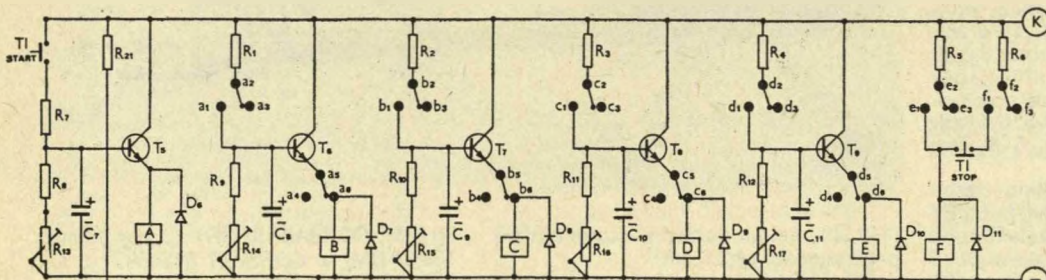 K
TI
START
R21
R1
R2
R3
R4
R5
R6
a2
b2
c2
d2
e2
f2
a1
a3
b1
b3
c1
c3
d1
d3
e1
e3
f1
f3
R7
T5
T6
T7
T8
T9
TI
STOP
R8
D6
R9
a5
a4
a6
R10
b5
b4
b6
R11
c5
c4
c6
R12
d5
d4
d6
R13
C7
+
A
R14
C8
+
B
D7
R15
C9
+
C
D8
R16
C10
+
D
D9
R17
C11
+
E
D10
F
D11